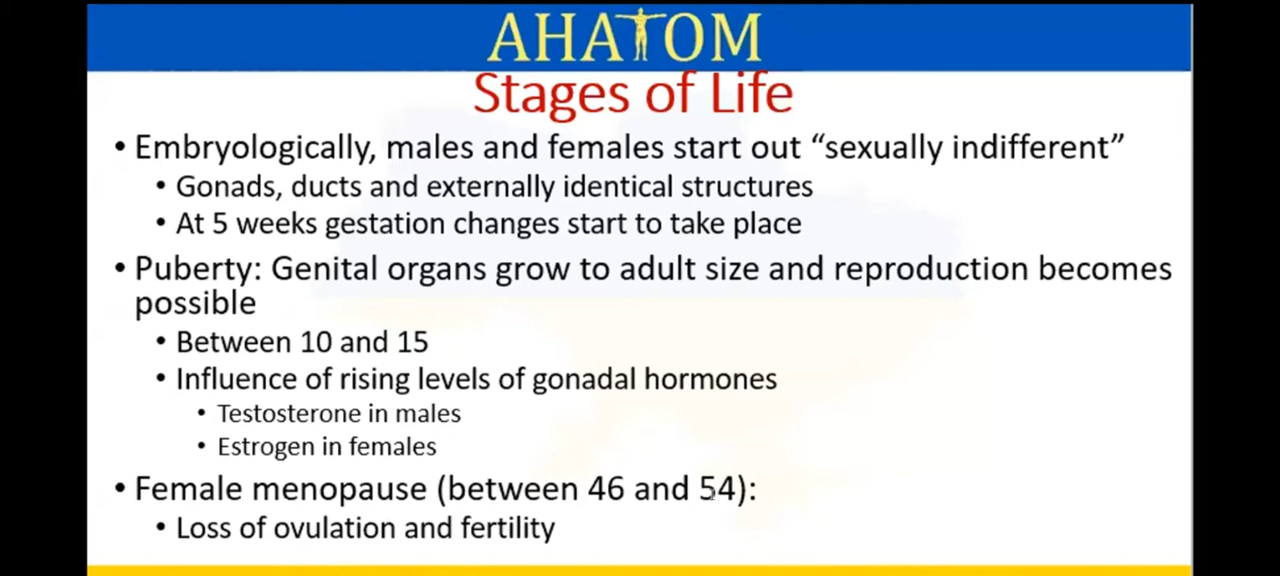 AHATOM
Stages of Life
• Embryologically, males and females start out “sexually indifferent”
• Gonads, ducts and externally identical structures
• At 5 weeks gestation changes start to take place
• Puberty: Genital organs grow to adult size and reproduction becomes
possible
• Between 10 and 15
• Influence of rising levels of gonadal hormones
• Testosterone in males
• Estrogen in females
• Female menopause (between 46 and 54):
• Loss of ovulation and fertility